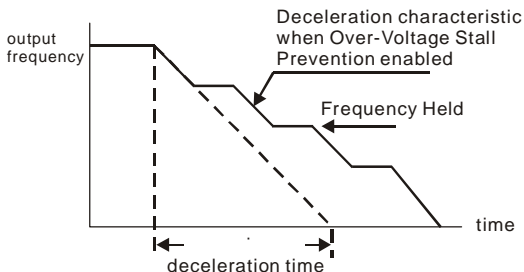 Deceleration characteristic
when Over-Voltage Stall
Prevention enabled
output
frequency
Frequency Held
time
deceleration time